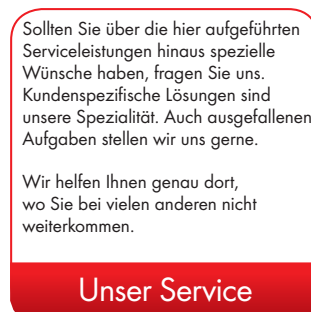 Sollten Sie über die hier aufgeführten
Serviceleistungen hinaus spezielle
Wünsche haben, fragen Sie uns.
Kundenspezifische Lösungen sind
unsere Spezialität. Auch ausgefallenen
Aufgaben stellen wir uns gerne.
Wir helfen Ihnen genau dort,
wo Sie bei vielen anderen nicht
weiterkommen.
Unser Service